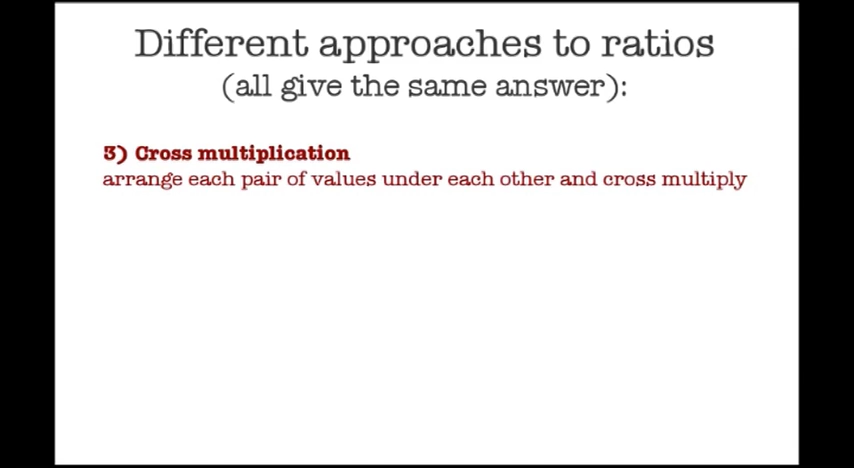 Different approaches to ratios
(all give the same answer):
3) Cross multiplication
arrange each pair of values under each other and cross multiply